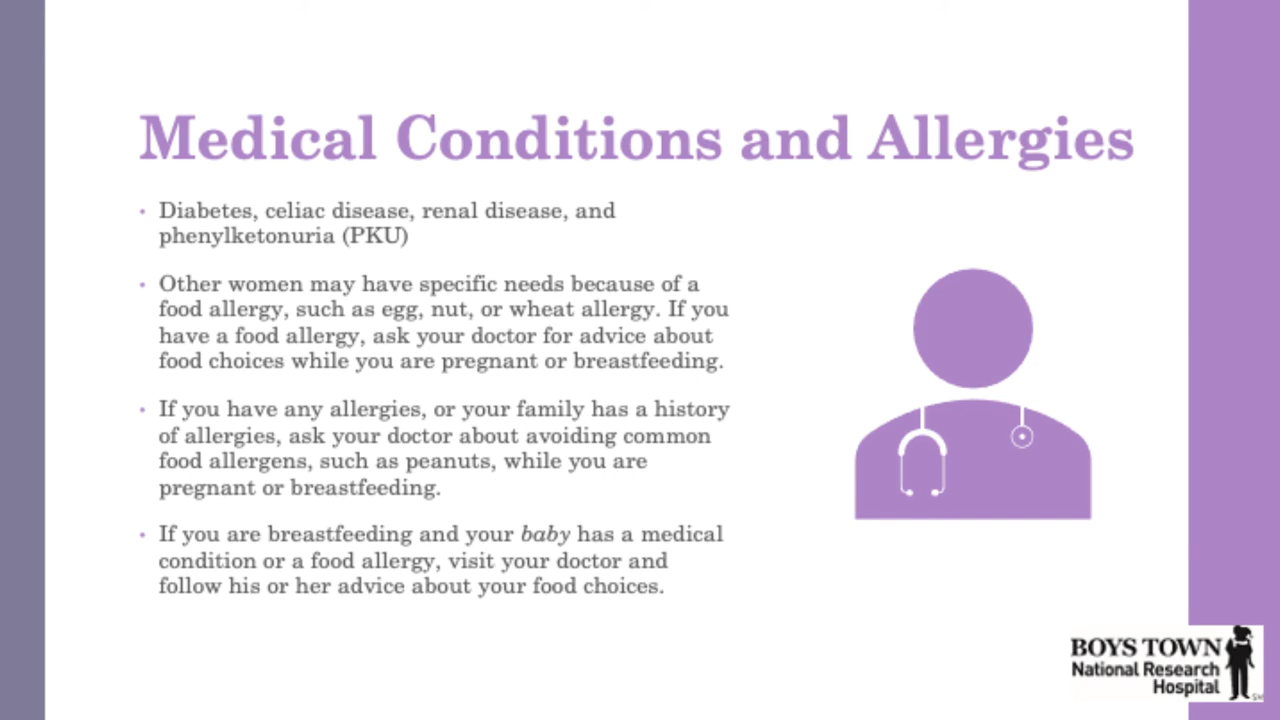 Medical Conditions and Allergies
• Diabetes, celiac disease, renal disease, and
phenylketonuria (PKU)
• Other women may have specific needs because of a
food allergy, such as egg, nut, or wheat allergy. If you
have a food allergy, ask your doctor for advice about
food choices while you are pregnant or breastfeeding.
• If you have any allergies, or your family has a history
of allergies, ask your doctor about avoiding common
food allergens, such as peanuts, while you are
pregnant or breastfeeding.
• If you are breastfeeding and your baby has a medical
condition or a food allergy, visit your doctor and
follow his or her advice about your food choices.
BOYS TOWN
National Research
Hospital